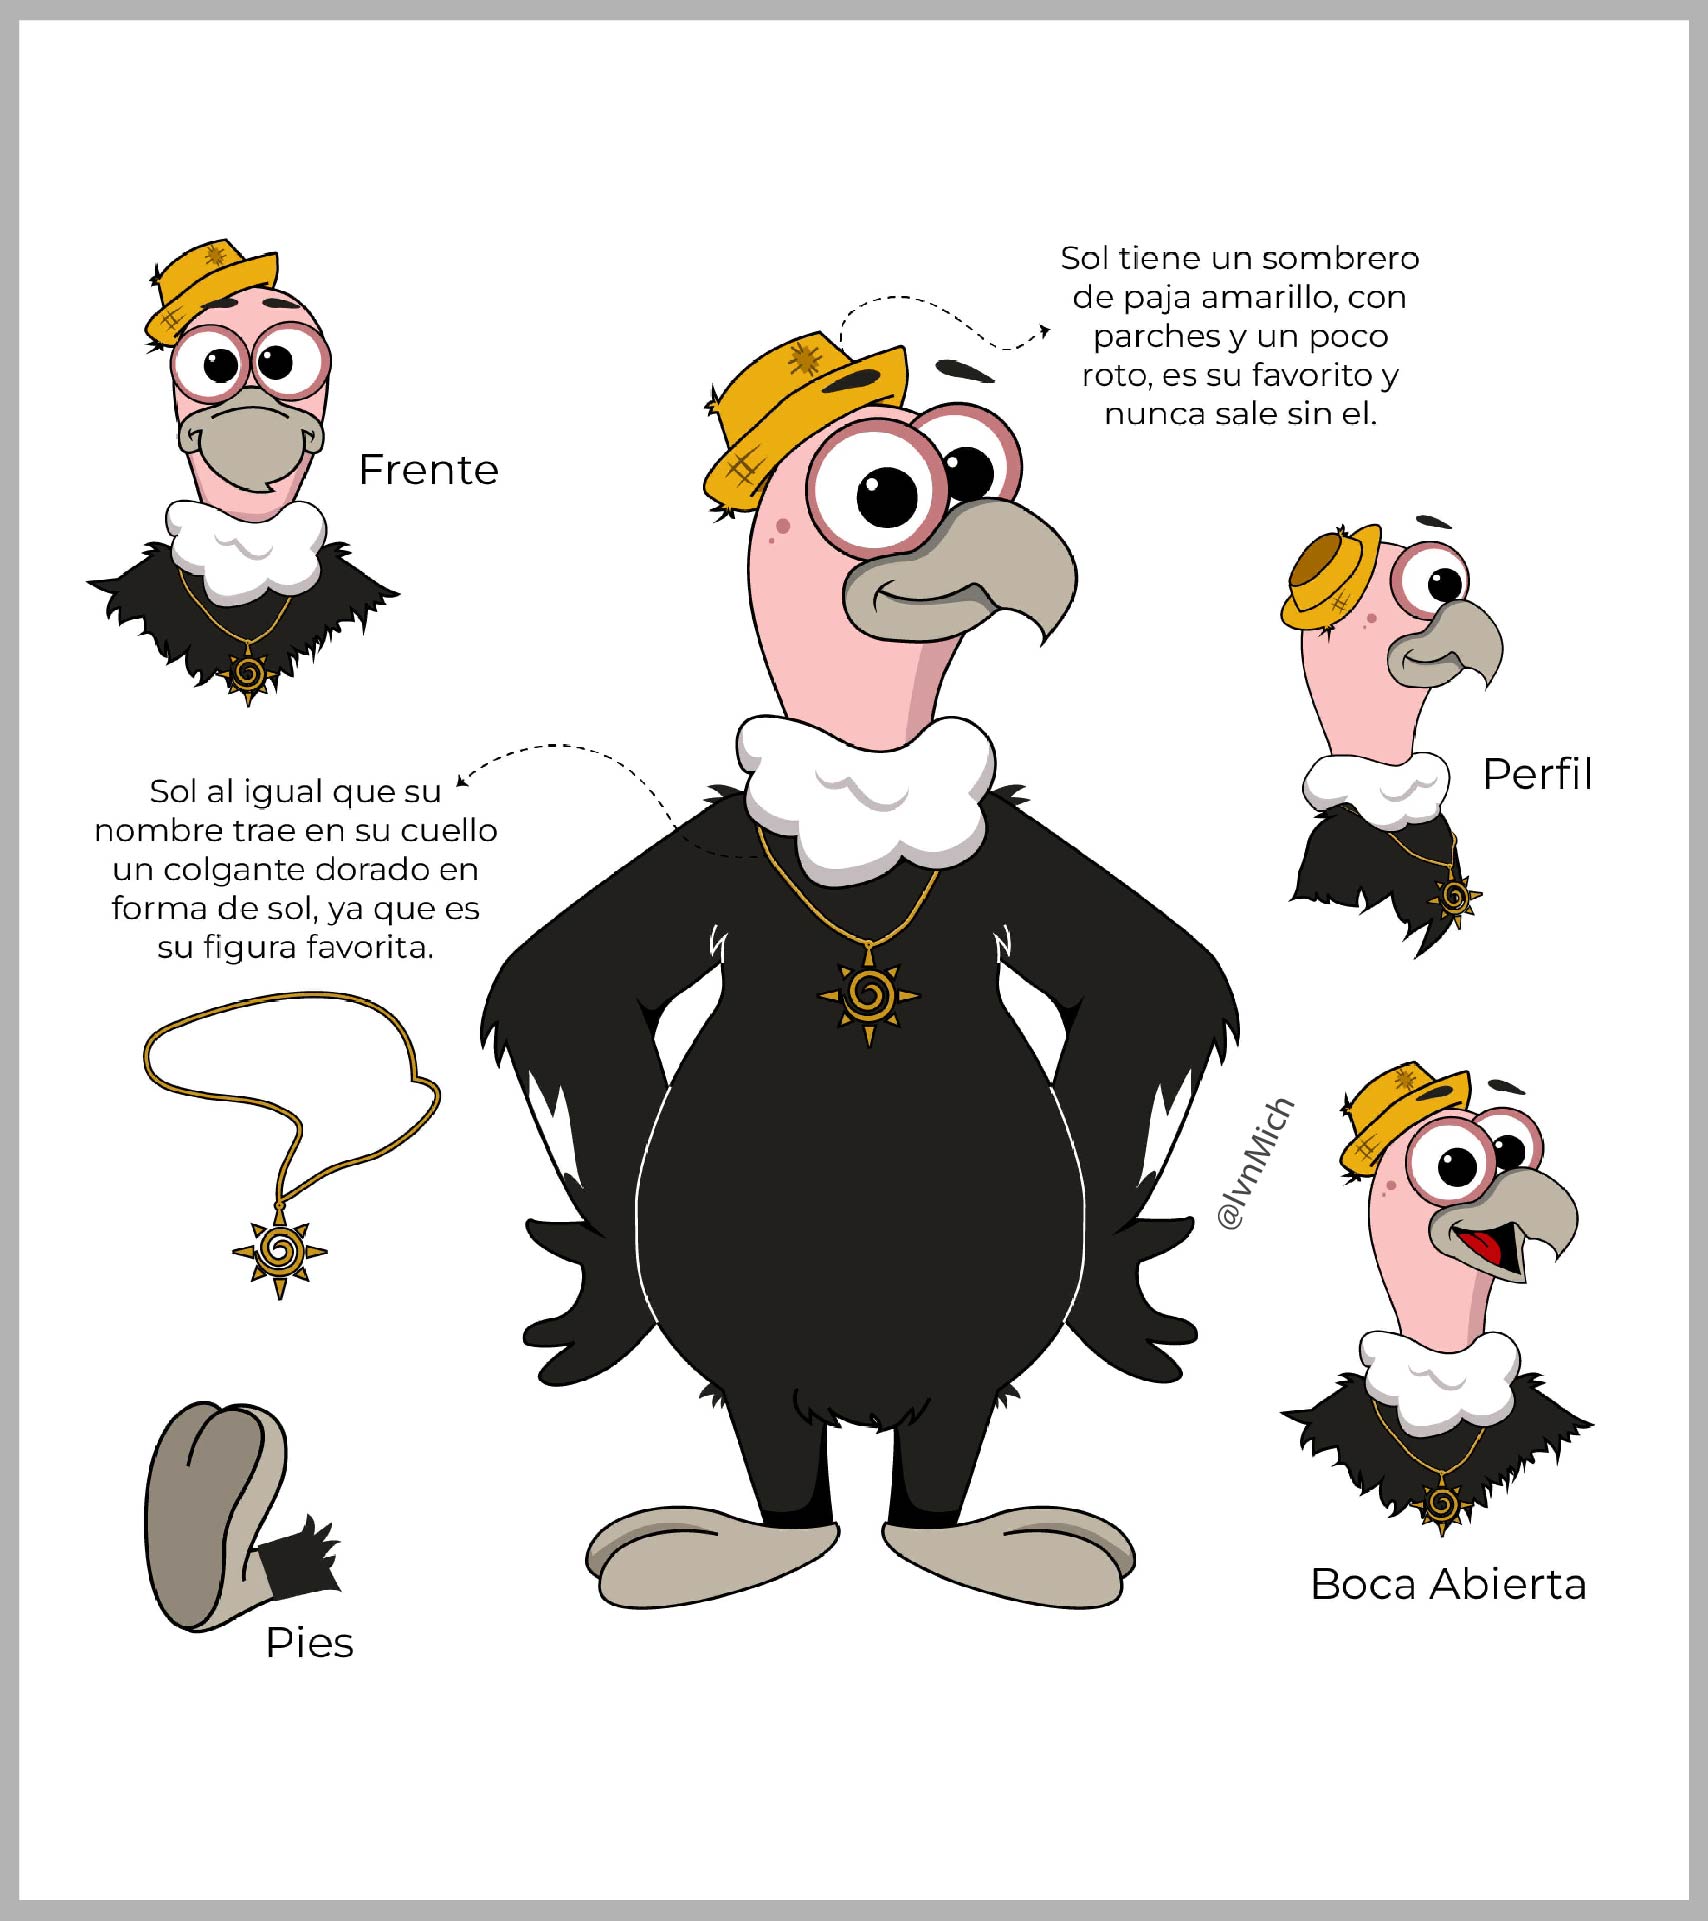 Sol tiene un sombrero
de paja amarillo, con
parches y un poco
roto, es su favorito y
nunca sale sin el.
Frente
Perfil
Sol al igual que su
nombre trae en su cuello
un colgante dorado en
forma de sol, ya que es
su figura favorita.
@IvnMich
Boca Abierta
Pies